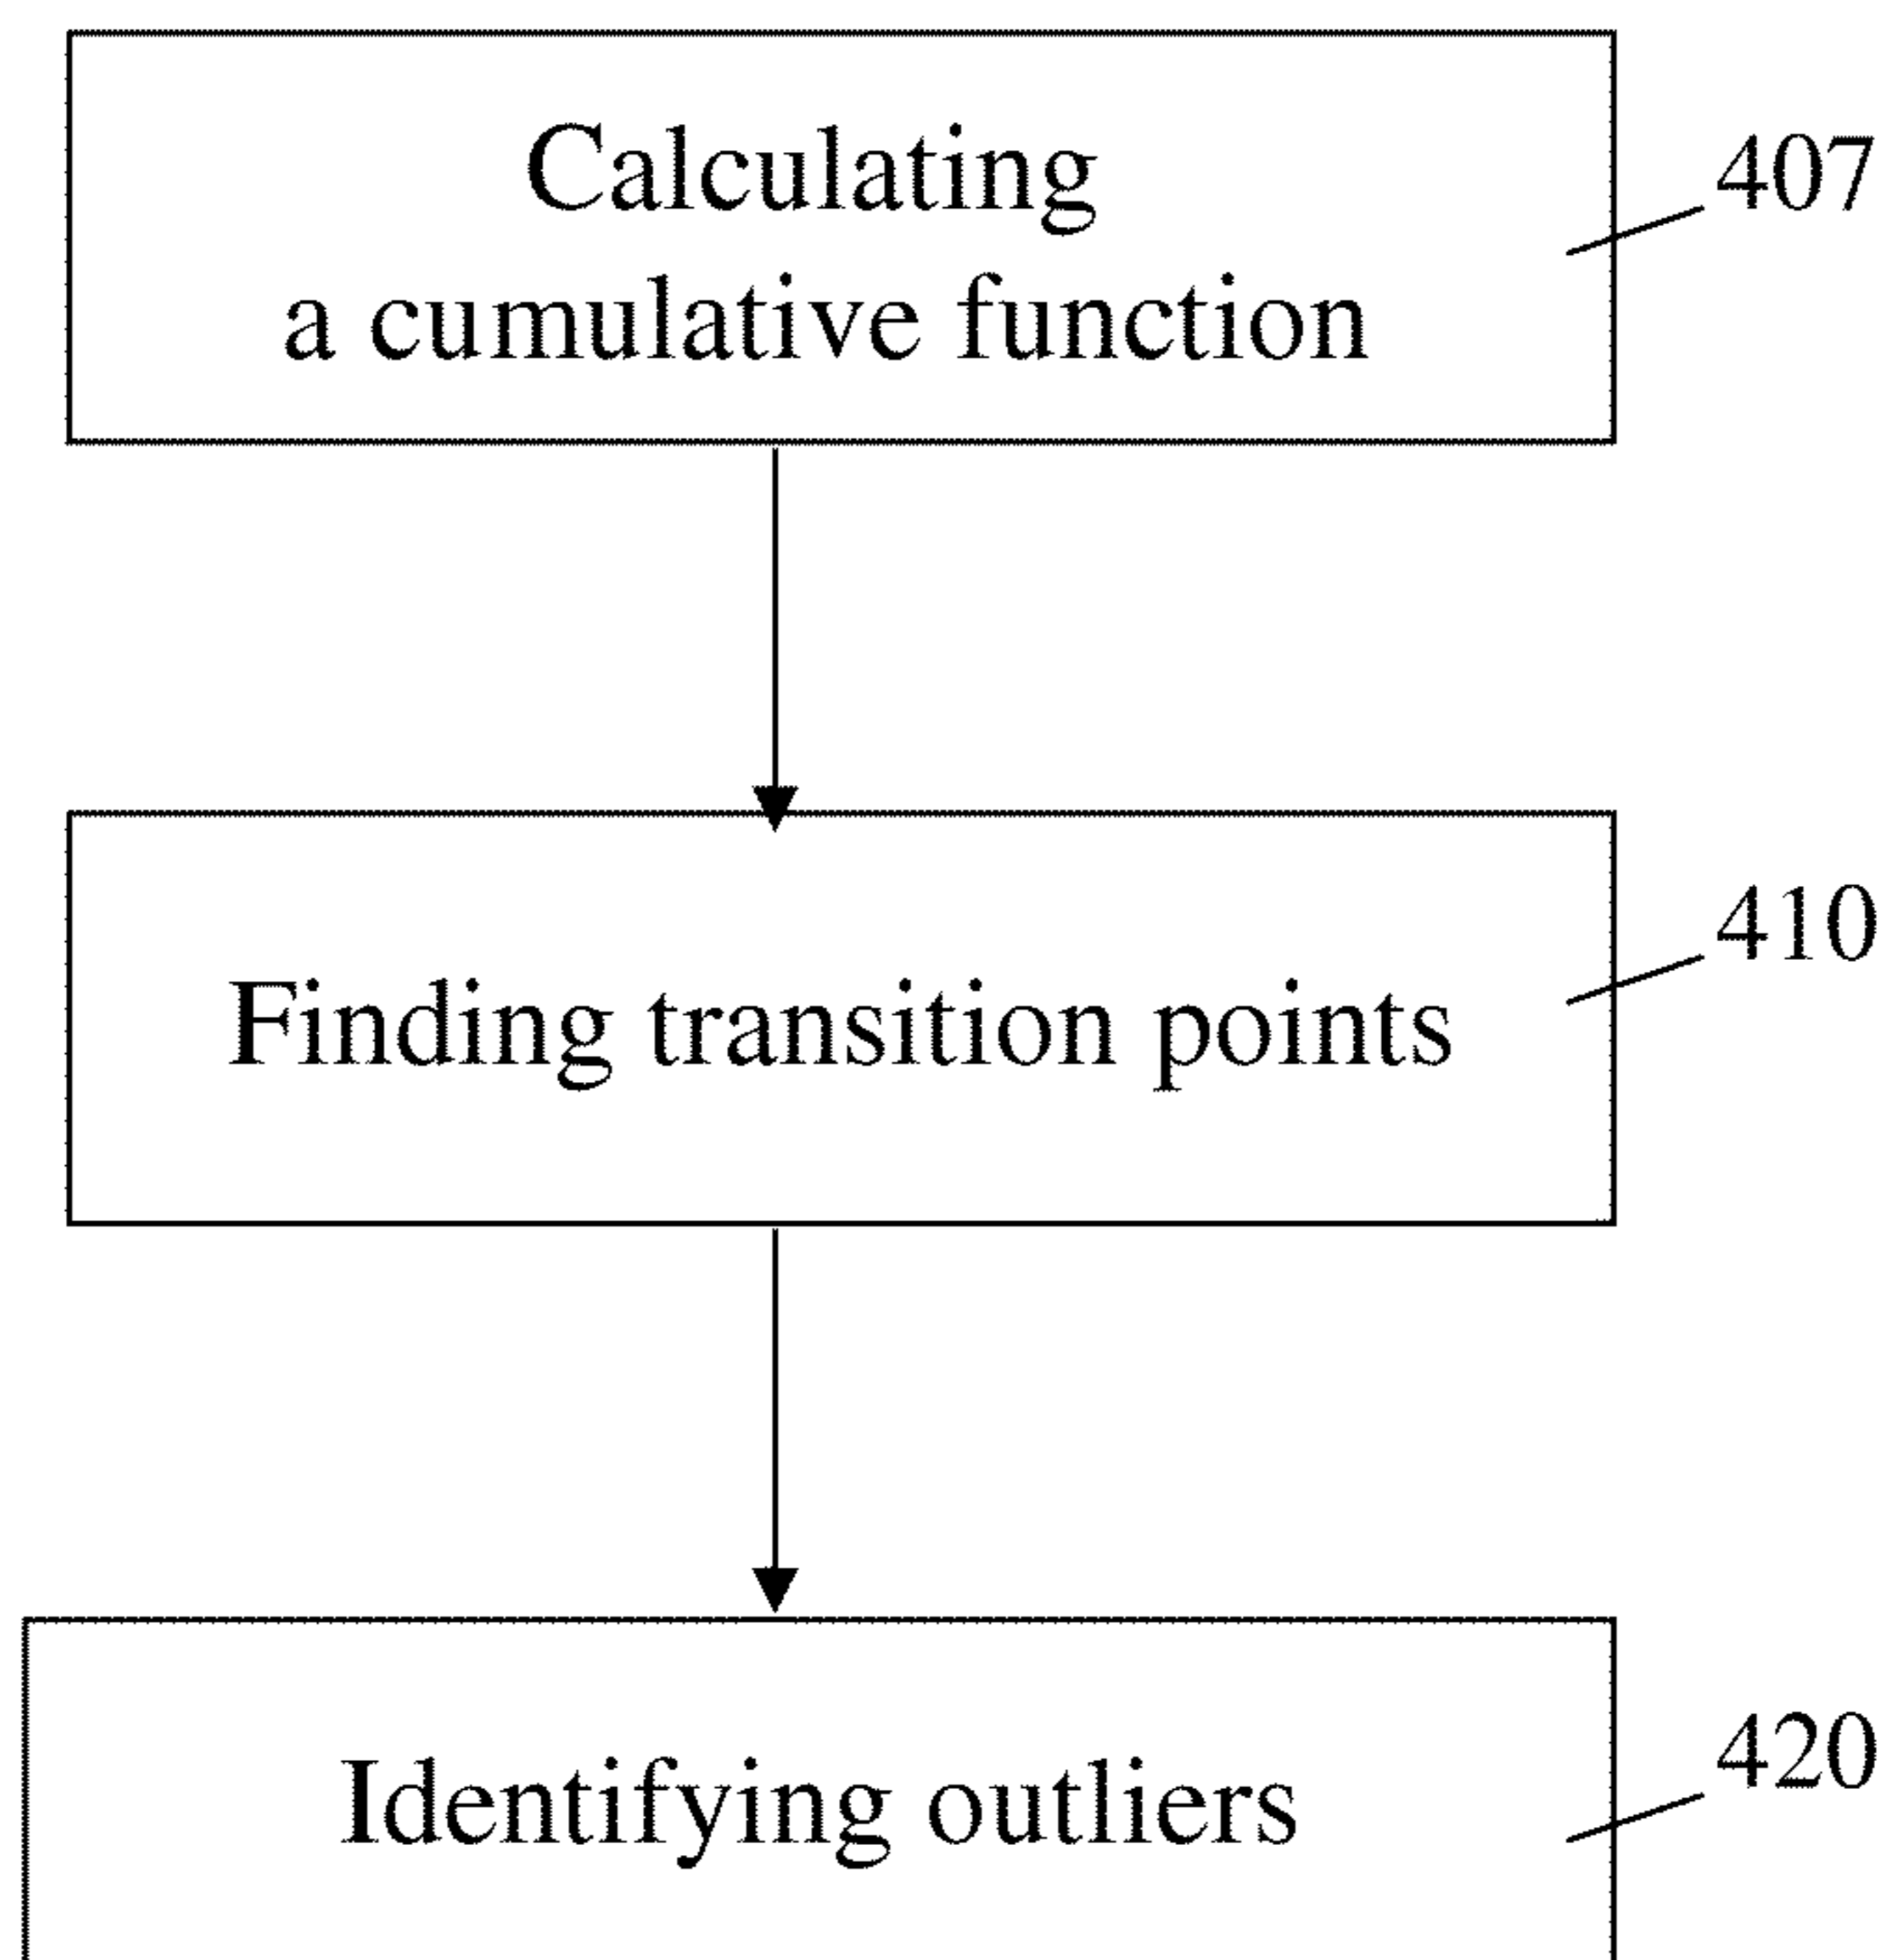 Calculating
a cumulative function
407
Finding transition points
410
Identifying outliers
420